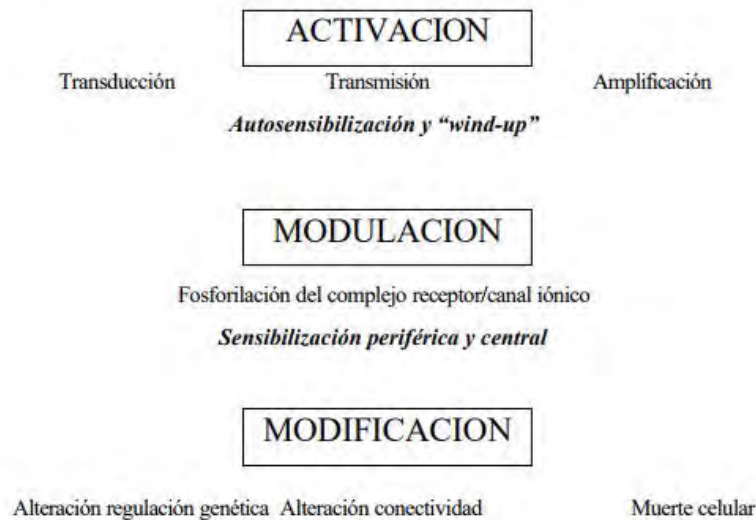 ACTIVACION
Transducción Transmisión Amplificación
Autosensibilización y “wind-up”
MODULACION
Fosforilación del complejo receptor/canal iónico
Sensibilización periférica y central
MODIFICACION
Alteración regulación genética Alteración conectividad Muerte celular